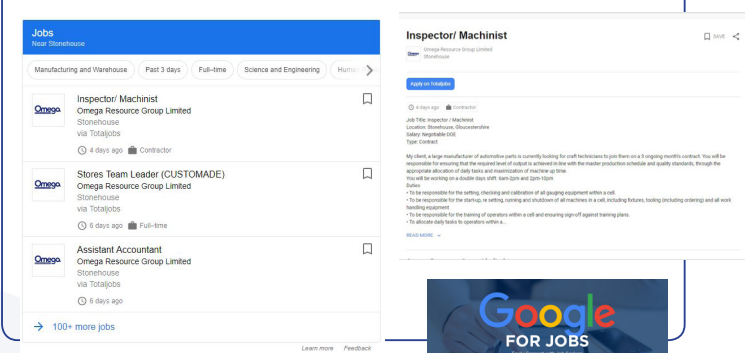 Jobs
Near Stonehouse
Manufacturing and Warehouse Past 3 days Full-time Science and Engineering Human
Omega
Inspector/ Machinist
Omega Resource Group Limited
Stonehouse
via Totaljobs
4 days ago Contractor
Omega
Stores Team Leader (CUSTOMADE)
Omega Resource Group Limited
Stonehouse
via Totaljobs
6 days ago Full-time
Omega
Assistant Accountant
Omega Resource Group Limited
Stonehouse
via Totaljobs
6 days ago
100+ more jobs
Learn more Feedback
Inspector/ Machinist
SAVE
Omega
Omega Resource Group Limited
Stonehouse
Apply on Totaljobs
4 days ago Contractor
Job Title: Inspector / Machinist
Location: Stonehouse, Gloucestershire
Salary: Negotiable DOE
Type: Contract
My client, a large manufacturer of automotive parts is currently looking for craft technicians to join them on a 3 ongoing month's contract. You will be
responsible for ensuring that the required level of output is achieved in line with the master production schedule and quality standards, through the
appropriate allocation of daily tasks and maximization of machine up time.
You will be working on a double days shift: 6am-2pm and 2pm-10pm
Duties
• To be responsible for the setting, checking and calibration of all gauging equipment within a cell.
• To be responsible for the start-up, re setting, running and shutdown of all machines in a cell, including fixtures, tooling (including ordering) and all work
handling equipment
• To be responsible for the training of operators within a cell and ensuring sign-off against training plans.
• To allocate daily tasks to operators within a...
READ MORE
Google
FOR JOBS